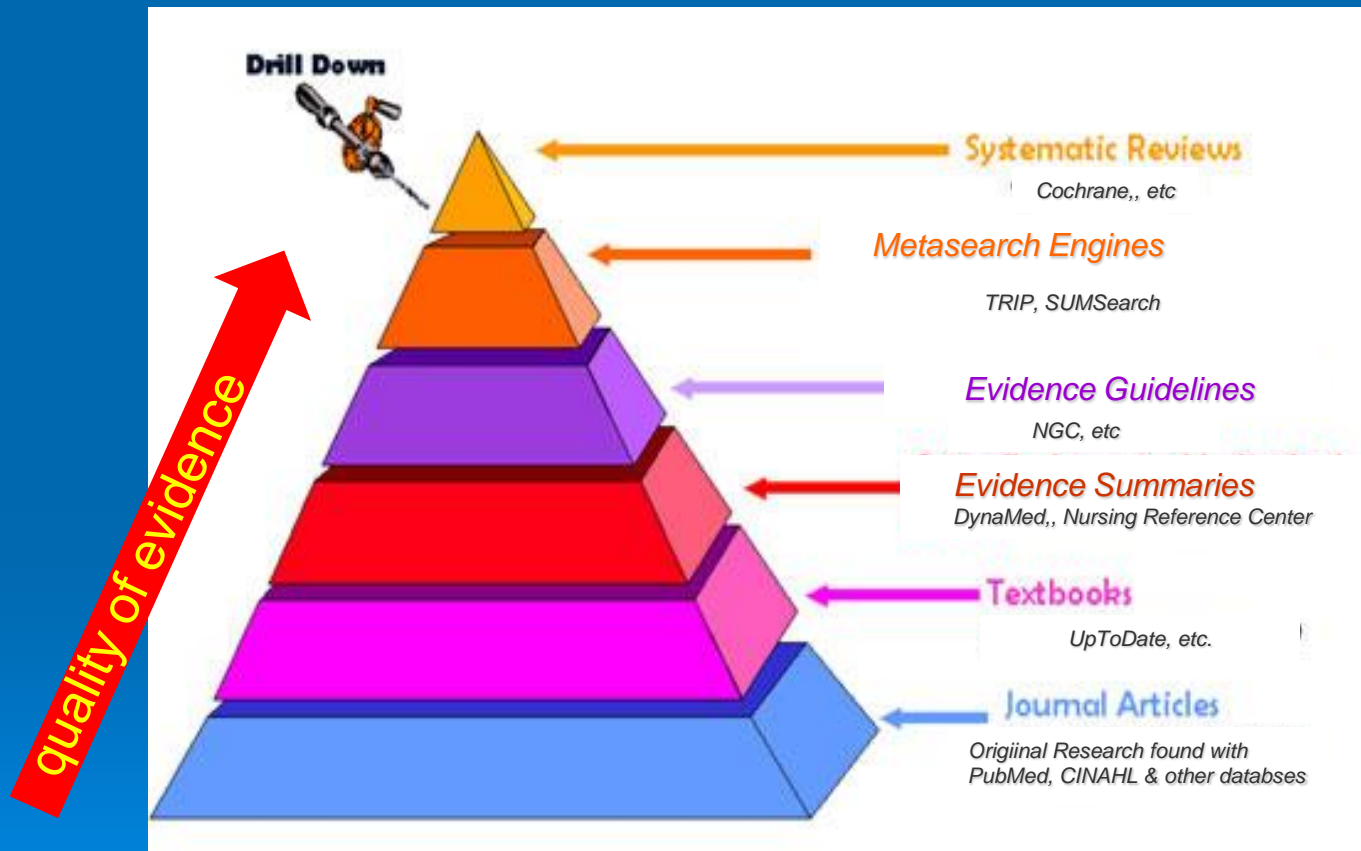 Drill Down
Systematic Reviews
Cochrane,, etc
Metasearch Engines
TRIP, SUMSearch
Evidence Guidelines
NGC, etc
Evidence Summaries
DynaMed,, Nursing Reference Center
Textbooks
UpToDate, etc.
Journal Articles
Origiinal Research found with
PubMed, CINAHL & other databses
quality of evidence